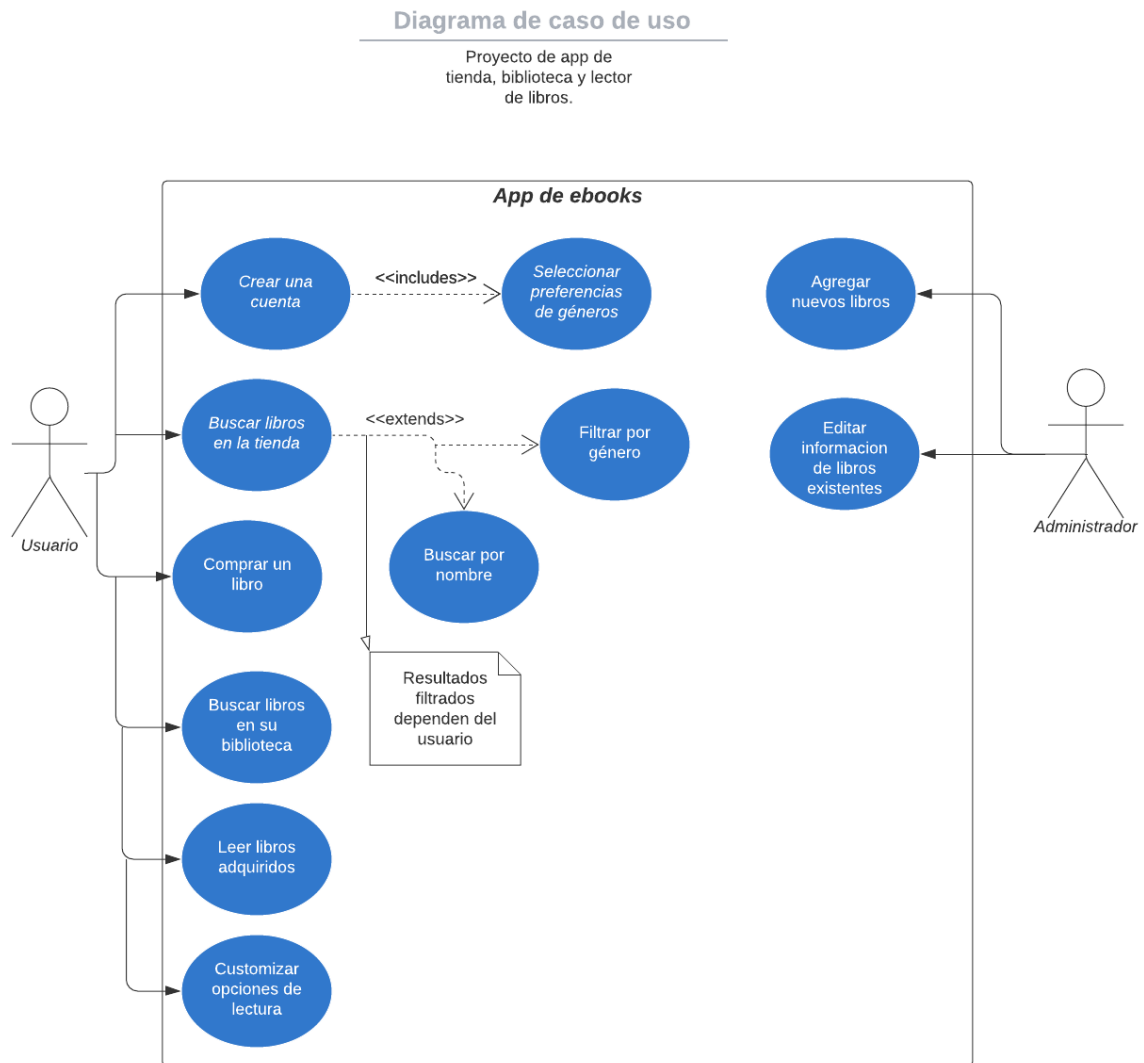 Diagrama de caso de uso
Proyecto de app de
tienda, biblioteca y lector
de libros.
App de ebooks
Crear una
cuenta
<<includes>>
Seleccionar
preferencias
de géneros
Agregar
nuevos libros
Buscar libros
en la tienda
<<extends>>
Filtrar por
género
Editar
informacion
de libros
existentes
Usuario
Administrador
Comprar un
libro
Buscar por
nombre
Resultados
filtrados
dependen del
usuario
Buscar libros
en su
biblioteca
Leer libros
adquiridos
Customizar
opciones de
lectura